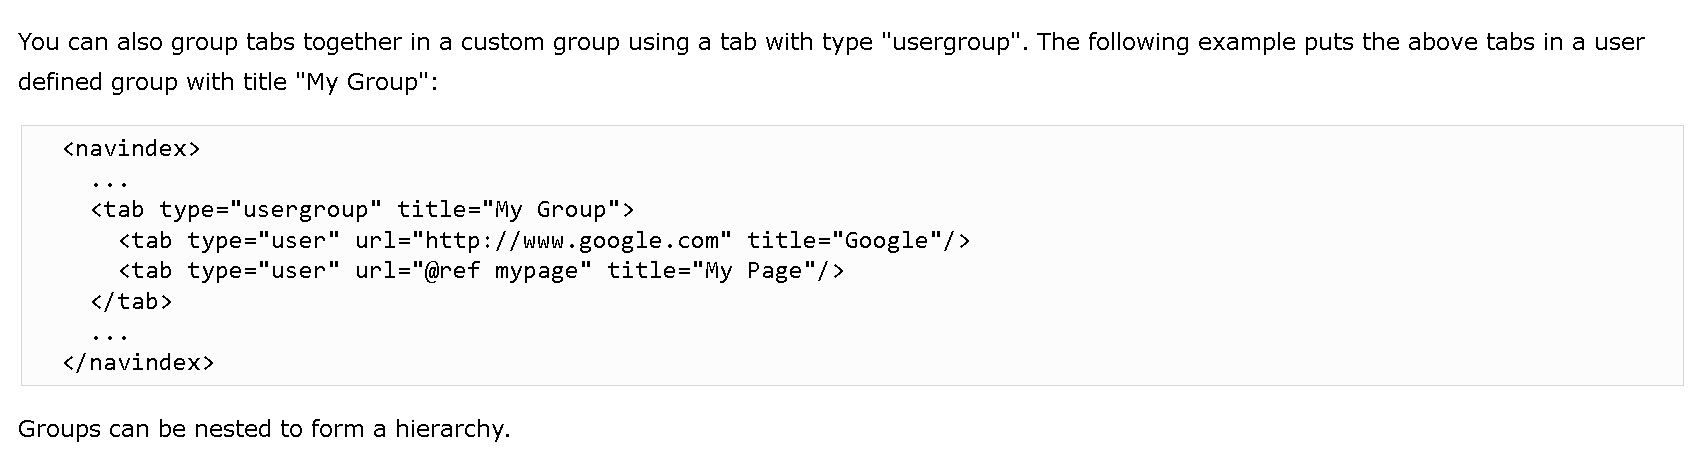 You can also group tabs together in a custom group using a tab with type "usergroup". The following example puts the above tabs in a user
defined group with title "My Group":
<navindex>
...
<tab type="usergroup" title="My Group">
<tab type="user" url="http://www.google.com" title="Google"/>
<tab type="user" url="@ref mypage" title="My Page"/>
</tab>
...
</navindex>
Groups can be nested to form a hierarchy.